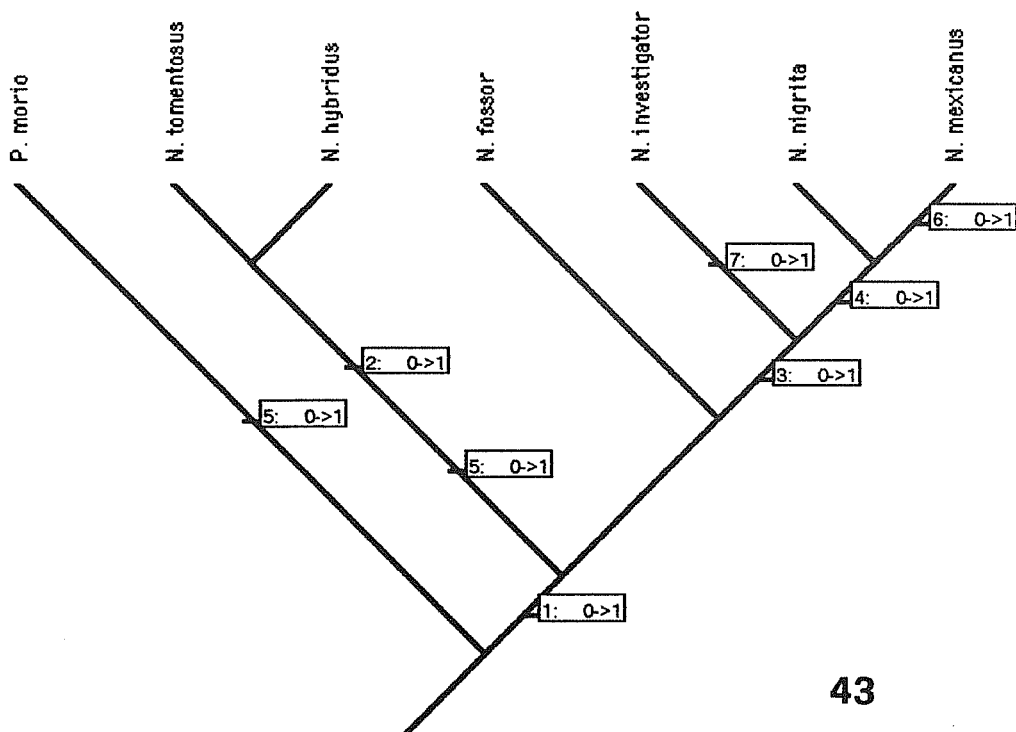 P. morio
N. tomentosus
N. hybridus
N. fossor
N. investigator
N. nigrita
N. mexicanus
6: 0->1
7: 0->1
4: 0->1
2: 0->1
3: 0->1
5: 0->1
5: 0->1
1: 0->1
43